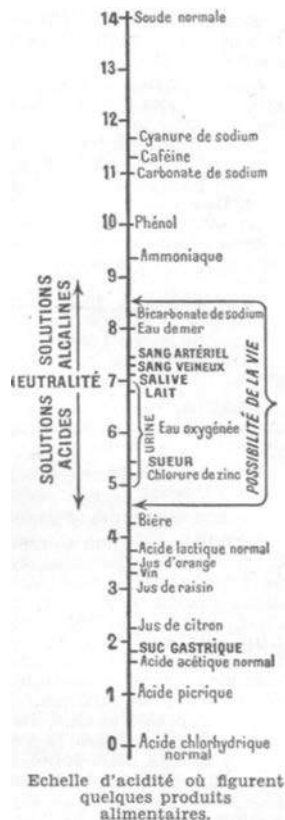 14 Soude normale
13
12
Cyanure de sodium
Caféine
11 Carbonate de sodium
10 Phénol
Ammoniaque
9
SOLUTIONS ALCALINES
Bicarbonate de sodium
8 Eau de mer
SANG ARTÉRIEL
SANG VEINEUX
NEUTRALITÉ 7 SALIVE
LAIT
SOLUTIONS ACIDES
URINE
6 Eau oxygénée
POSSIBILITÉ DE LA VIE
SUEUR
Chlorure de zinc
5
Bière
4
Acide lactique normal
Jus d'orange
Vin
3 Jus de raisin
Jus de citron
2
SUC GASTRIQUE
Acide acétique normal
1 Acide picrique
0 Acide chlorhydrique
normal
Echelle d'acidité où figurent
quelques produits
alimentaires.